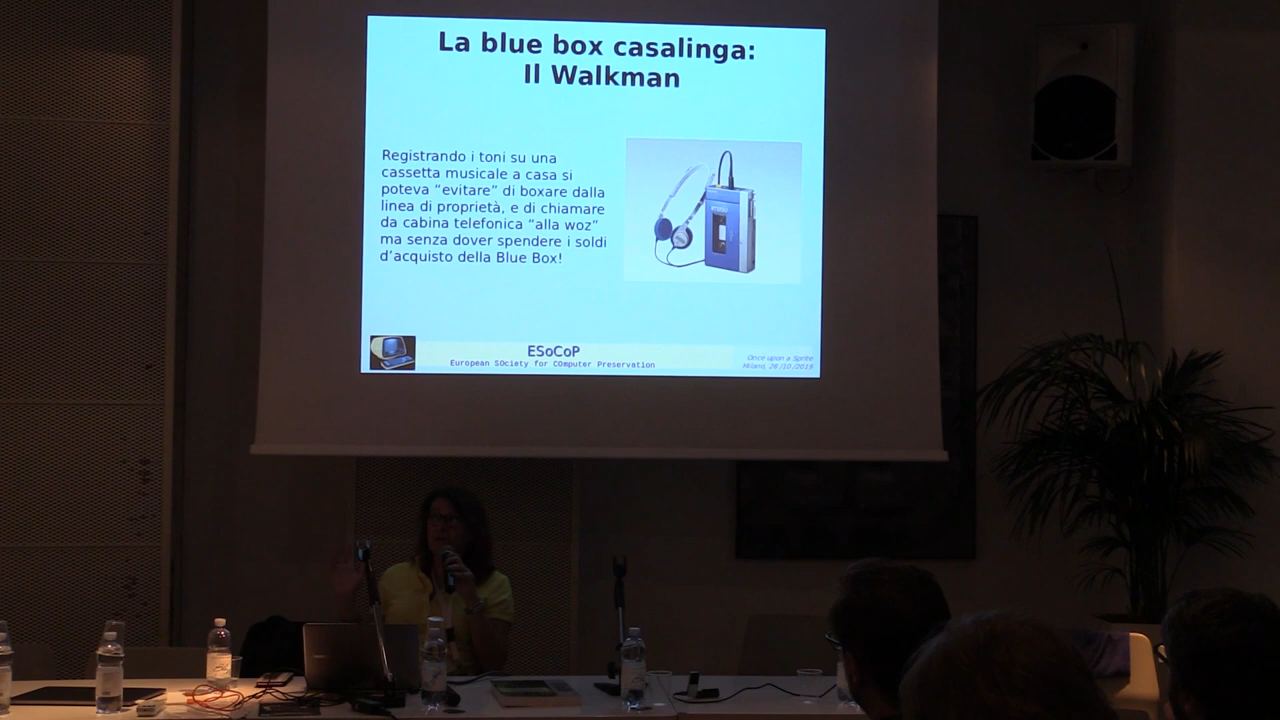 La blue box casalinga:
Il Walkman
Registrando i toni su una
cassetta musicale a casa si
poteva “evitare” di boxare dalla
linea di proprietà, e di chiamare
da cabina telefonica “alla woz”
ma senza dover spendere i soldi
d’acquisto della Blue Box!
ESoCoP
European SOciety for COmputer Preservation
Once upon a Sprite
Milano, 26/10/2019